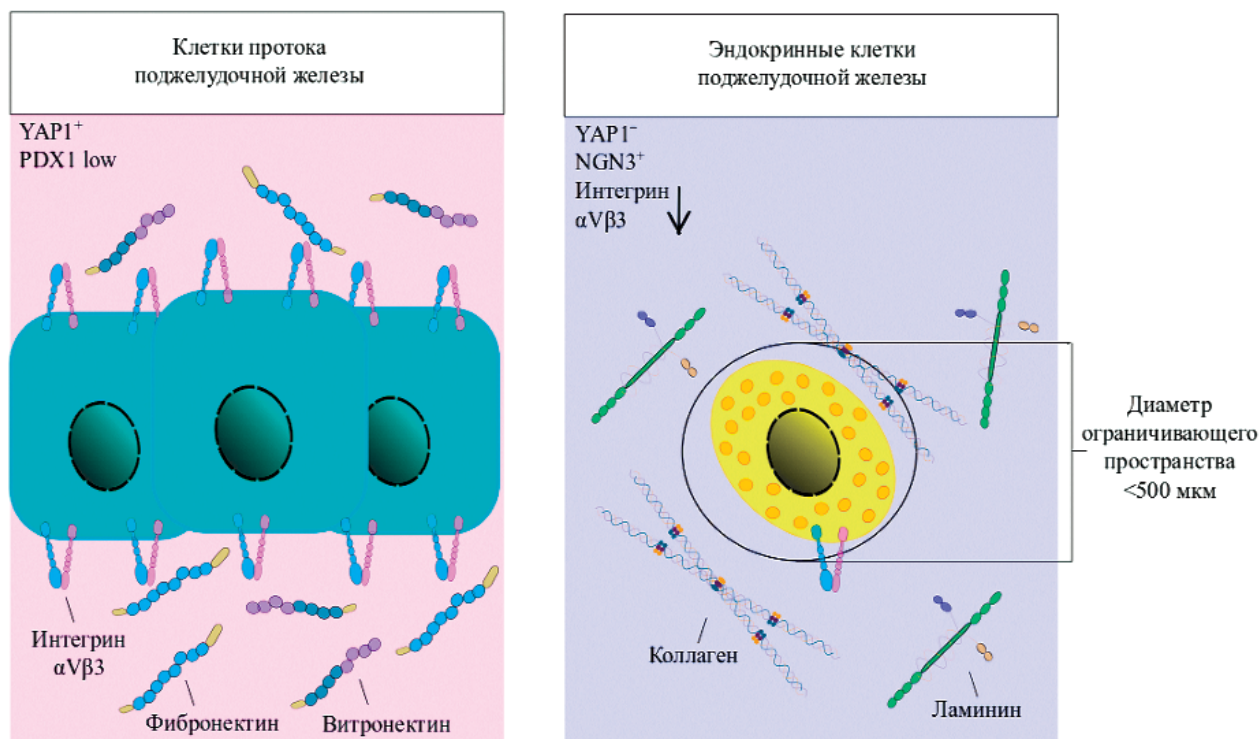 Клетки протока
поджелудочной железы
YAP1⁺
PDX1 low
Интегрин
αVβ3
Фибронектин
Витронектин
Эндокринные клетки
поджелудочной железы
YAP1⁻
NGN3⁺
Интегрин
αVβ3
Коллаген
Ламинин
Диаметр
ограничивающего
пространства
<500 мкм